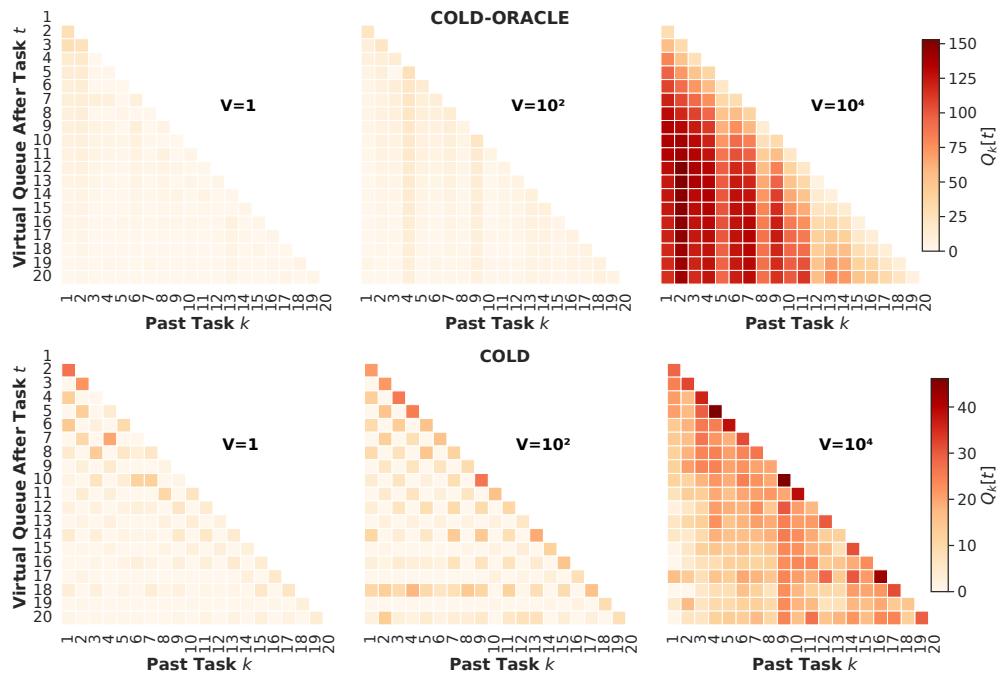 COLD-ORACLE
Virtual Queue After Task t
1
2
3
4
5
6
7
8
9
10
11
12
13
14
15
17
18
20
V=1
V=10²
V=10⁴
150
125
100
75
50
25
0
Qₖ[t]
1 2 3 4 5 6 7 8 9 10 11 12 13 14 15 16 17 18 19 20
1 2 3 4 5 6 7 8 9 10 11 12 13 14 15 16 17 18 19 20
1 2 3 4 5 6 7 8 9 10 11 12 13 14 15 16 17 18 19 20
Past Task k
Past Task k
Past Task k
COLD
Virtual Queue After Task t
1
2
3
4
5
6
7
8
9
10
11
12
13
14
15
16
17
18
19
20
V=1
V=10²
V=10⁴
40
30
20
10
0
Qₖ[t]
1 2 3 4 5 6 7 8 9 10 11 12 13 14 15 16 17 18 19 20
1 2 3 4 5 6 7 8 9 10 11 12 13 14 15 16 17 18 19 20
1 2 3 4 5 6 7 8 9 10 11 12 13 14 15 16 17 18 19 20
Past Task k
Past Task k
Past Task k